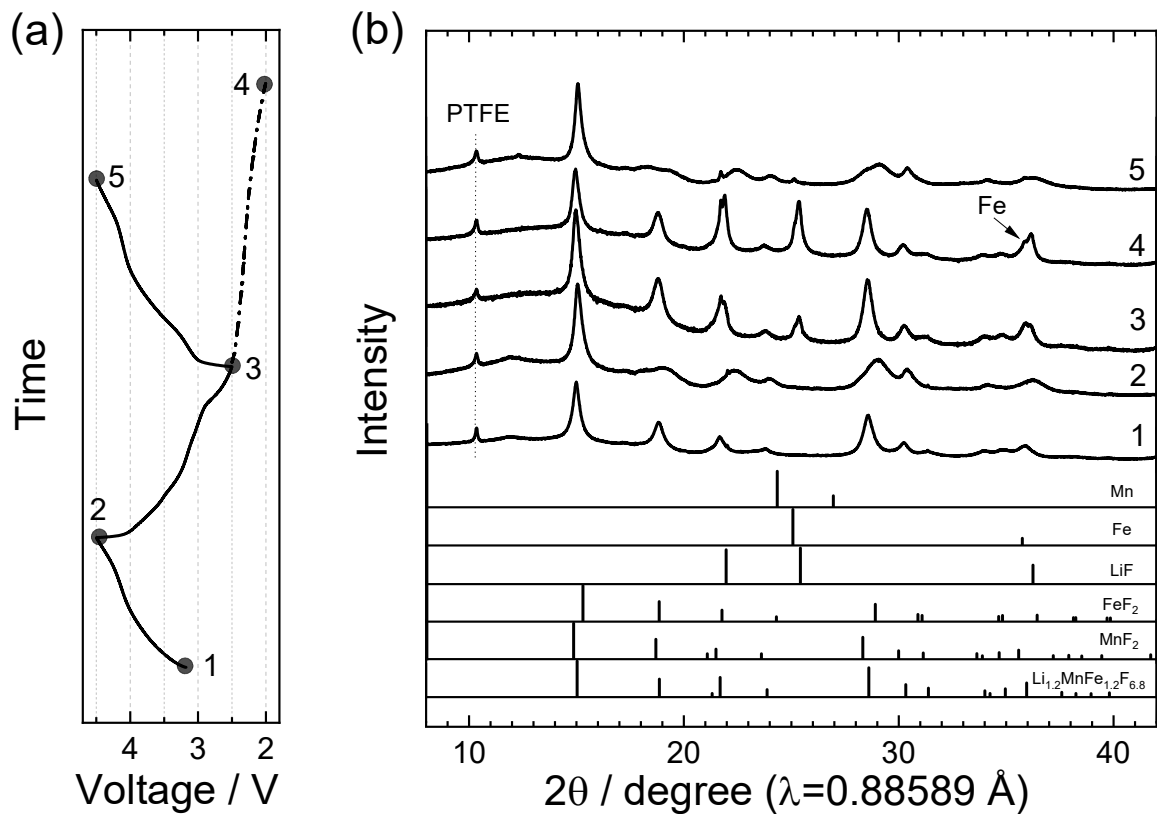 (a)
4
5
3
2
1
4 3 2
Voltage / V
Time
(b)
PTFE
5
Fe
4
3
2
1
Mn
Fe
LiF
FeF₂
MnF₂
Li₁.₂MnFe₁.₂F₆.₈
10 20 30 40
2θ / degree (λ=0.88589 Å)
Intensity